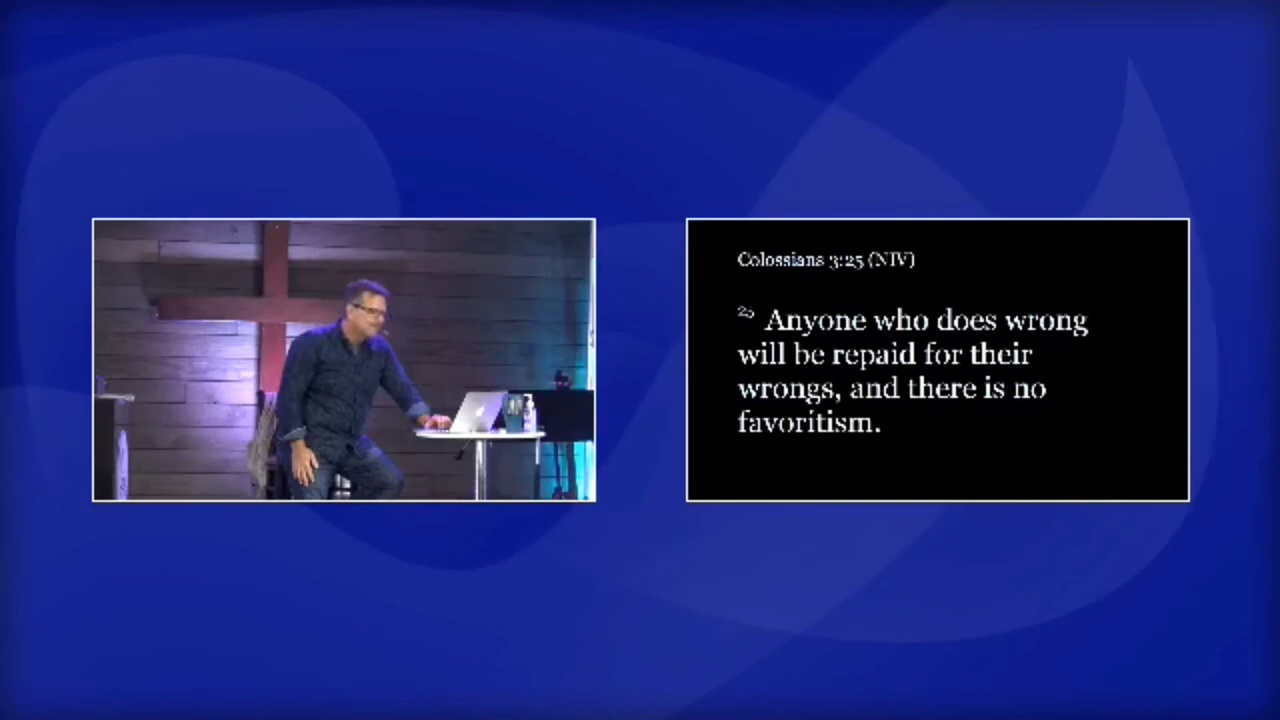 Colossians 3:25 (NIV)
25 Anyone who does wrong
will be repaid for their
wrongs, and there is no
favoritism.